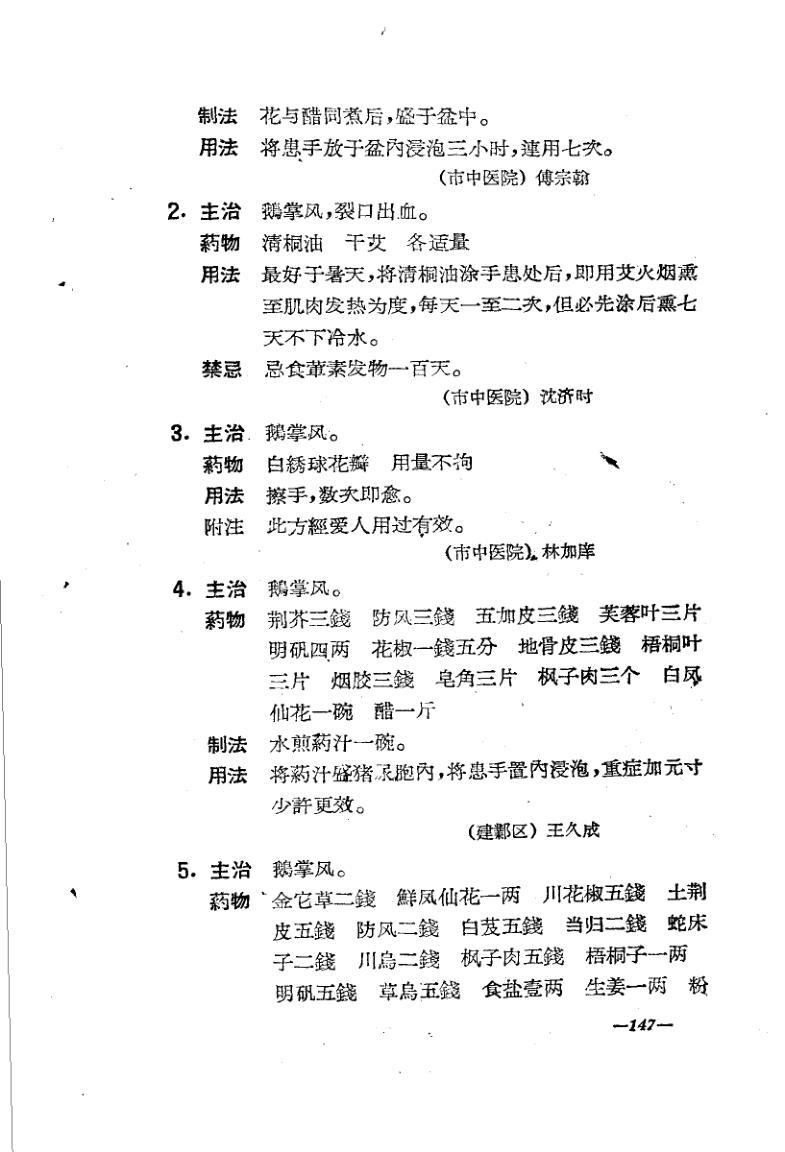 制法　花与醋同煮后，盛于盆中。
用法　将患手放于盆內浸泡三小时，連用七次。
(市中医院) 傅宗翰
2. 主治　鵝掌风，裂口出血。
葯物　清桐油　干艾　各适量
用法　最好于暑天，将清桐油涂手患处后，即用艾火烟熏
至肌肉发热为度，每天一至二次，但必先涂后熏七
天不下冷水。
禁忌　忌食葷素发物一百天。
(市中医院) 沈济时
3. 主治　鵝掌风。
葯物　白綉球花瓣　用量不拘
用法　擦手，数次即愈。
附注　此方經爱人用过有效。
(市中医院) 林加庠
4. 主治　鵝掌风。
葯物　荆芥三錢　防风三錢　五加皮三錢　芙蓉叶三片
明矾四两　花椒一錢五分　地骨皮三錢　梧桐叶
三片　烟胶三錢　皂角三片　枫子肉三个　白凤
仙花一碗　醋一斤
制法　水煎葯汁一碗。
用法　将葯汁盛猪尿胞內，将患手置內浸泡，重症加元寸
少許更效。
(建鄴区) 王久成
5. 主治　鵝掌风。
葯物　金它草二錢　鮮凤仙花一两　川花椒五錢　土荆
皮五錢　防风二錢　白芨五錢　当归二錢　蛇床
子二錢　川烏二錢　枫子肉五錢　梧桐子一两
明矾五錢　草烏五錢　食盐壹两　生姜一两　粉
—147—